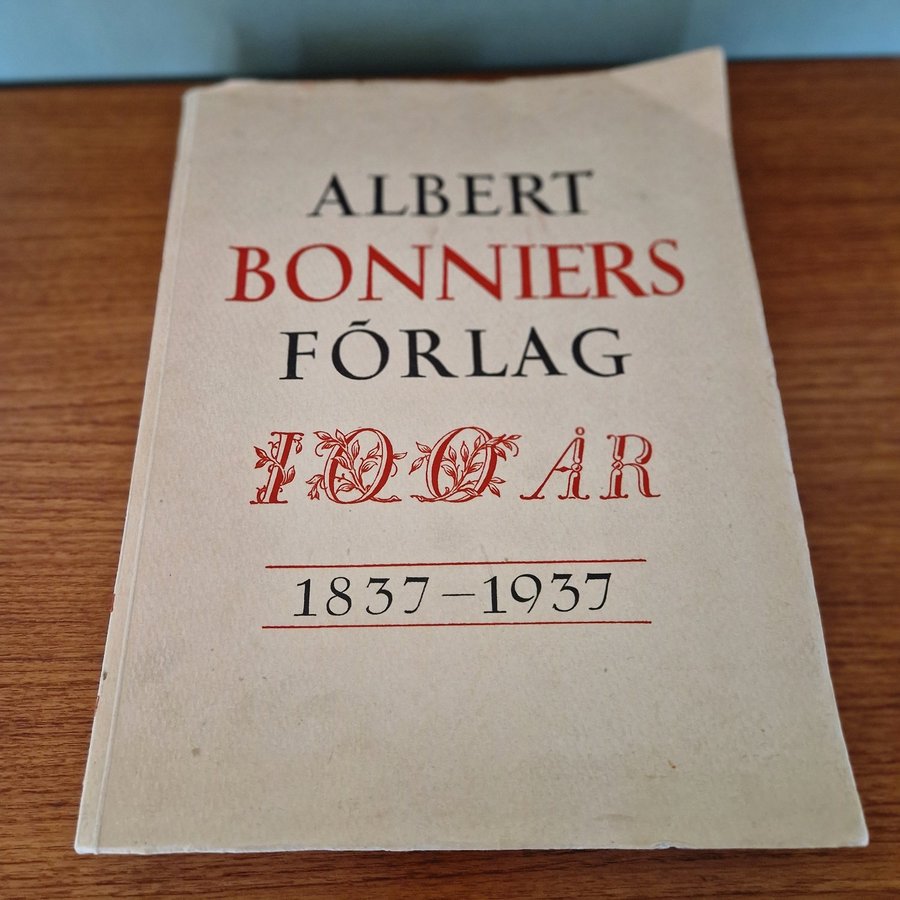 ALBERT
BONNIERS
FÖRLAG
100 ÅR
1837–1937